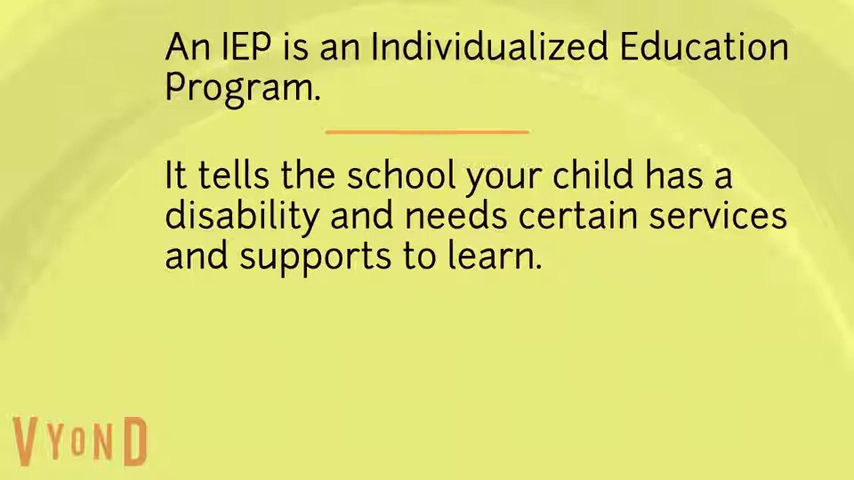 An IEP is an Individualized Education
Program.
It tells the school your child has a
disability and needs certain services
and supports to learn.
VYOND